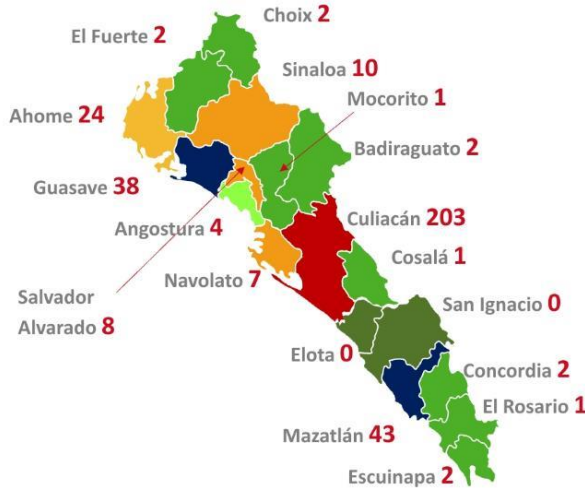 Choix 2
El Fuerte 2
Sinaloa 10
Mocorito 1
Ahome 24
Badiraguato 2
Guasave 38
Culiacán 203
Angostura 4
Cosalá 1
Navolato 7
Salvador
Alvarado 8
San Ignacio 0
Elota 0
Concordia 2
El Rosario 1
Mazatlán 43
Escuinapa 2